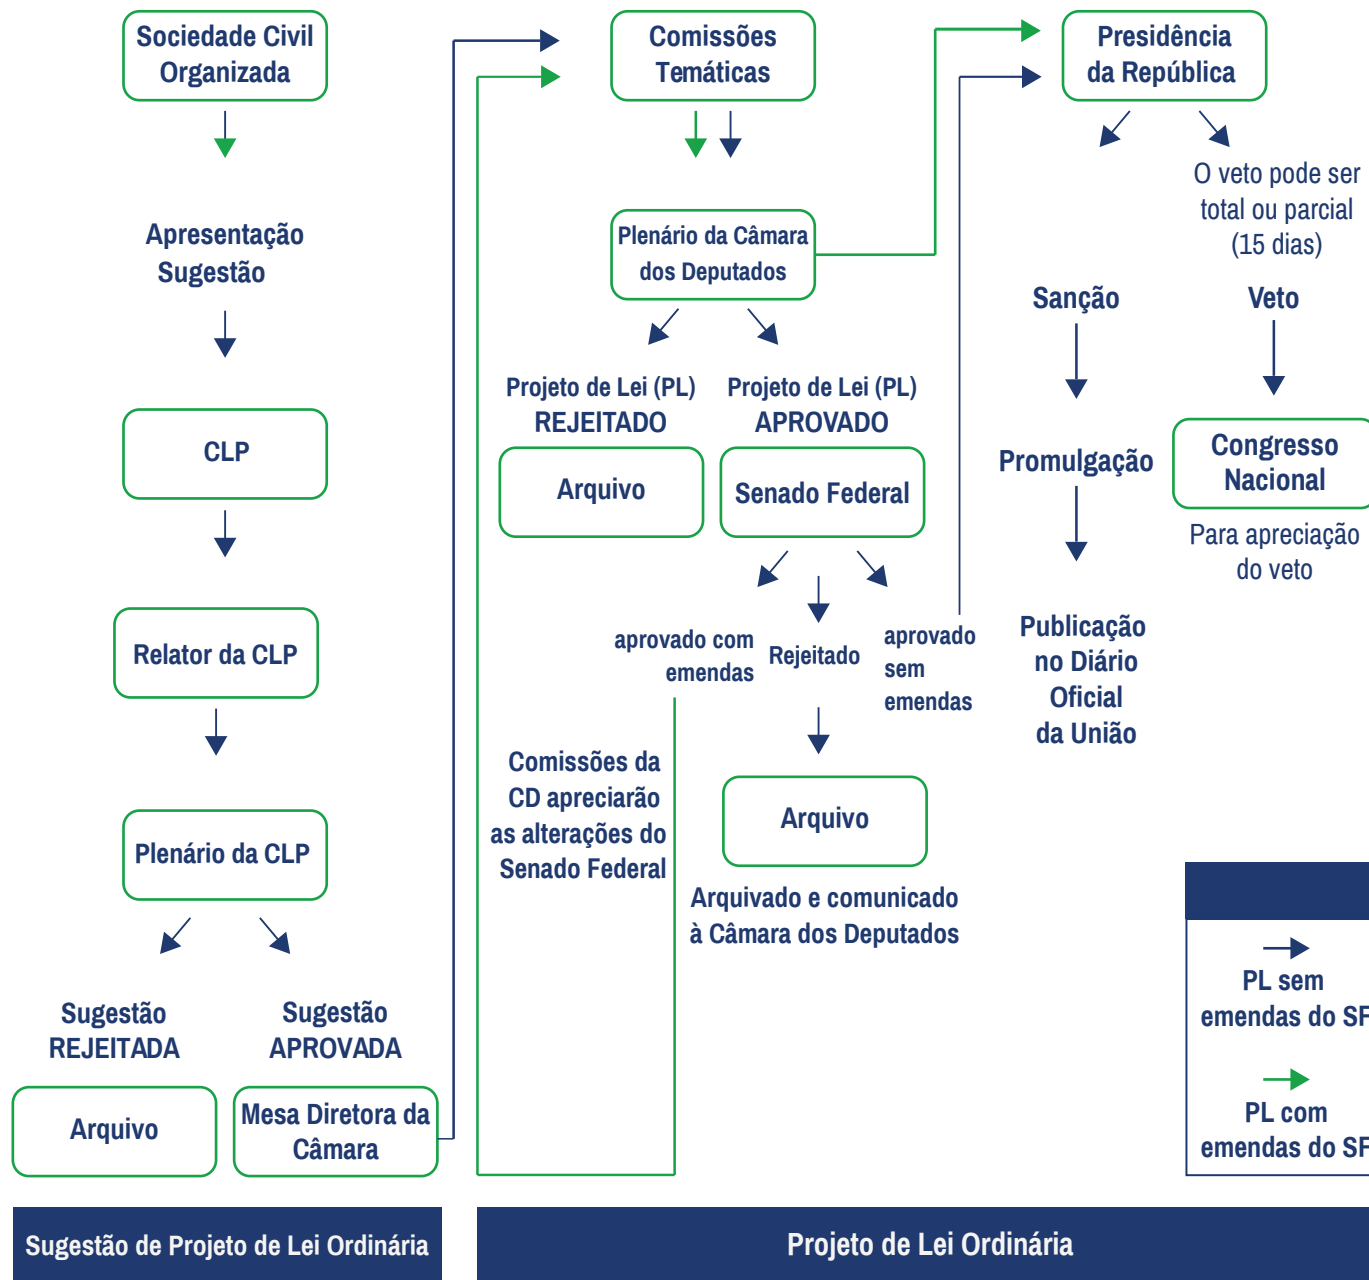 Sociedade Civil
Organizada
Apresentação
Sugestão
CLP
Relator da CLP
Plenário da CLP
Sugestão
REJEITADA
Sugestão
APROVADA
Arquivo
Mesa Diretora da
Câmara
Sugestão de Projeto de Lei Ordinária
Comissões
Temáticas
Plenário da Câmara
dos Deputados
Projeto de Lei (PL)
REJEITADO
Projeto de Lei (PL)
APROVADO
Arquivo
Senado Federal
aprovado com
emendas
Rejeitado
aprovado
sem
emendas
Comissões da
CD apreciarão
as alterações do
Senado Federal
Arquivo
Arquivado e comunicado
à Câmara dos Deputados
Presidência
da República
O veto pode ser
total ou parcial
(15 dias)
Sanção
Veto
Promulgação
Congresso
Nacional
Para apreciação
do veto
Publicação
no Diário
Oficial
da União
PL sem
emendas do SF
PL com
emendas do SF
Projeto de Lei Ordinária